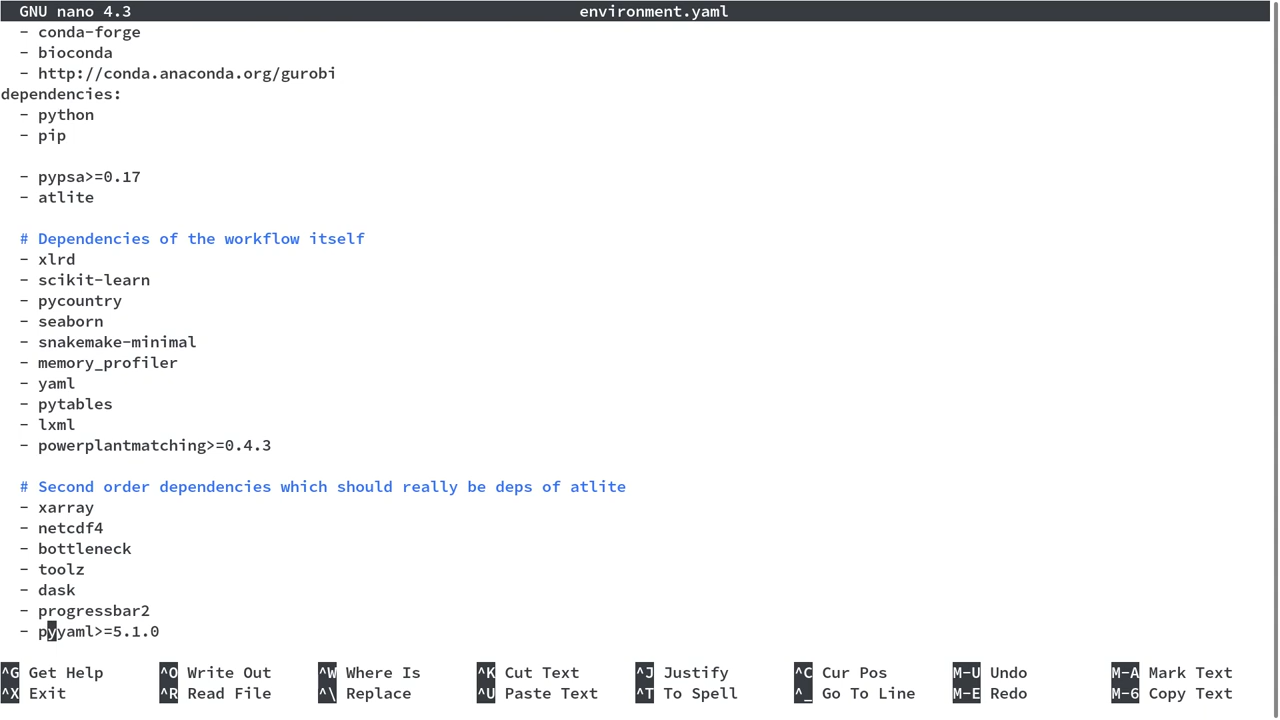 GNU nano 4.3 environment.yaml
- conda-forge
- bioconda
- http://conda.anaconda.org/gurobi
dependencies:
- python
- pip
- pypsa>=0.17
- atlite
# Dependencies of the workflow itself
- xlrd
- scikit-learn
- pycountry
- seaborn
- snakemake-minimal
- memory_profiler
- yaml
- pytables
- lxml
- powerplantmatching>=0.4.3
# Second order dependencies which should really be deps of atlite
- xarray
- netcdf4
- bottleneck
- toolz
- dask
- progressbar2
- pyyaml>=5.1.0
^G Get Help ^O Write Out ^W Where Is ^K Cut Text ^J Justify ^C Cur Pos M-U Undo M-A Mark Text
^X Exit ^R Read File ^\ Replace ^U Paste Text ^T To Spell ^_ Go To Line M-E Redo M-6 Copy Text